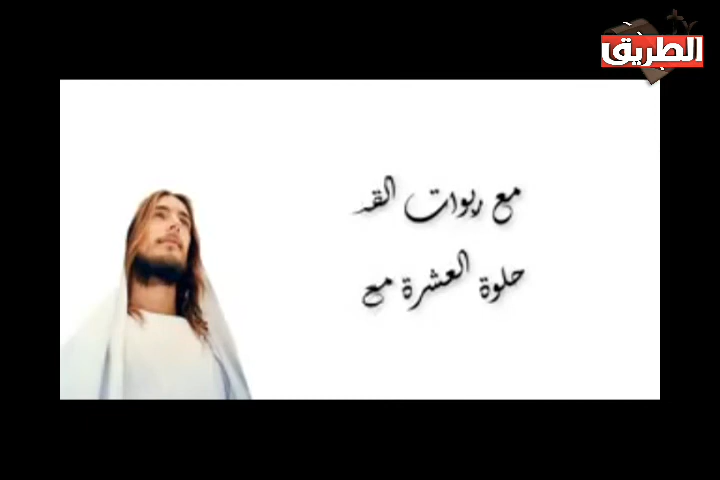 الطريق
مع ربوات القد
حلوة العشرة مع